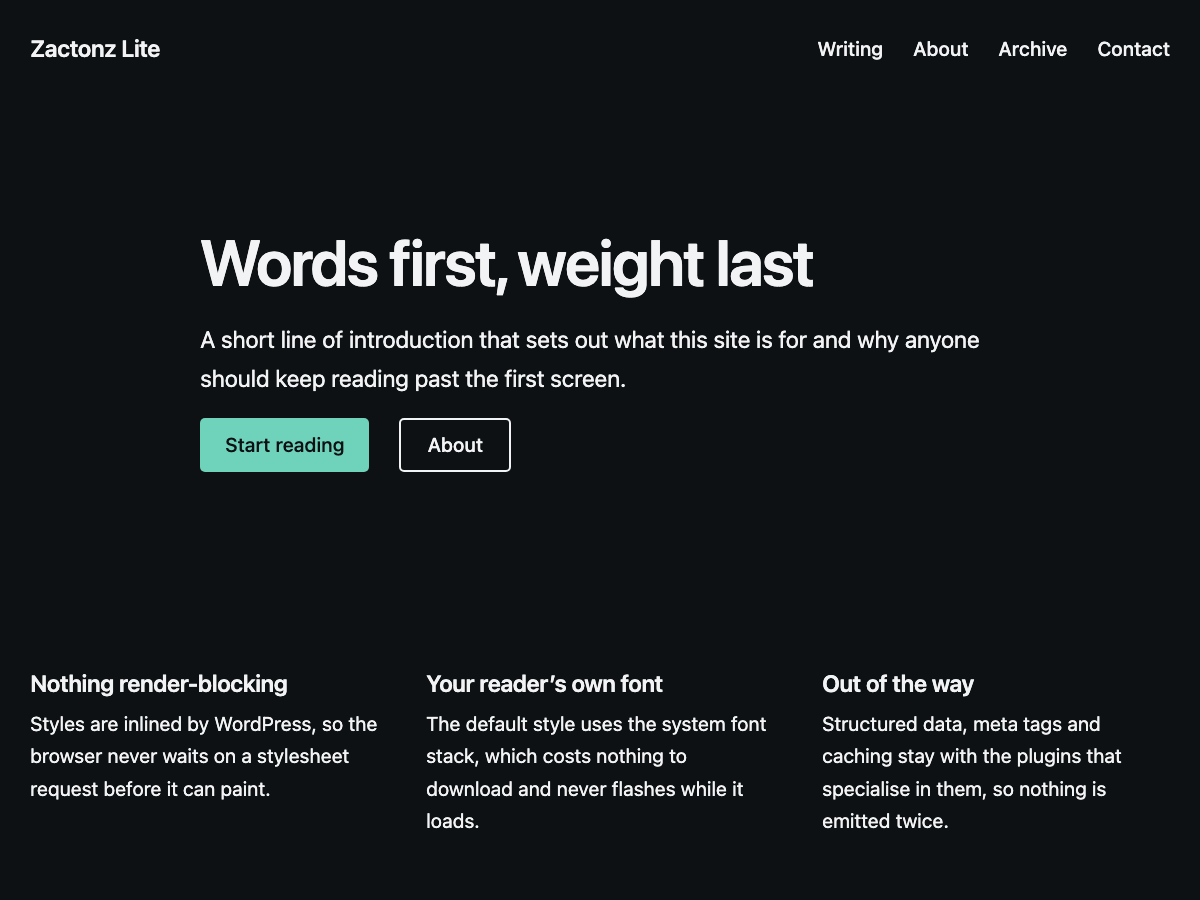 Zactonz Lite
Writing About Archive Contact
Words first, weight last
A short line of introduction that sets out what this site is for and why anyone
should keep reading past the first screen.
Start reading About
Nothing render-blocking
Styles are inlined by WordPress, so the
browser never waits on a stylesheet
request before it can paint.
Your reader’s own font
The default style uses the system font
stack, which costs nothing to
download and never flashes while it
loads.
Out of the way
Structured data, meta tags and
caching stay with the plugins that
specialise in them, so nothing is
emitted twice.